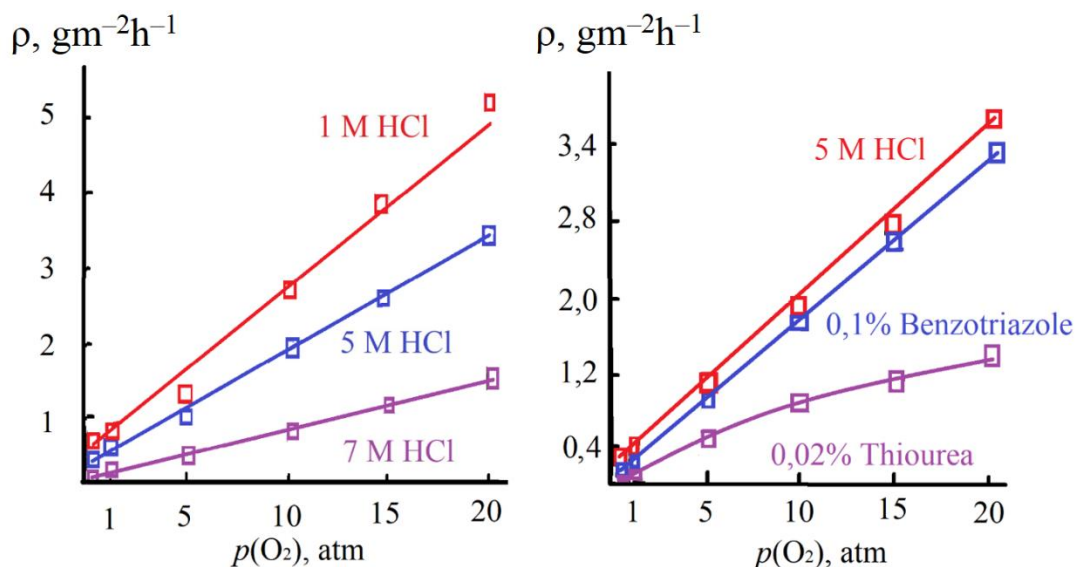 ρ, gm⁻²h⁻¹
5
4
3
2
1
1 M HCl
5 M HCl
7 M HCl
1 5 10 15 20
p(O₂), atm
ρ, gm⁻²h⁻¹
3,4
2,8
2,0
1,2
0,4
5 M HCl
0,1% Benzotriazole
0,02% Thiourea
1 5 10 15 20
p(O₂), atm